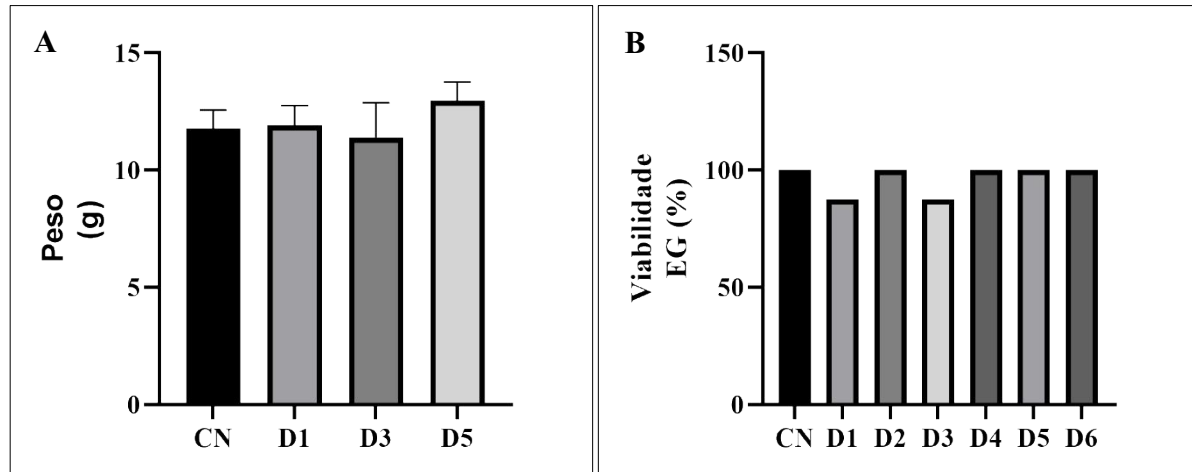 A
15
10
5
0
Peso
(g)
CN D1 D3 D5
B
150
100
50
0
Viabilidade
EG (%)
CN D1 D2 D3 D4 D5 D6